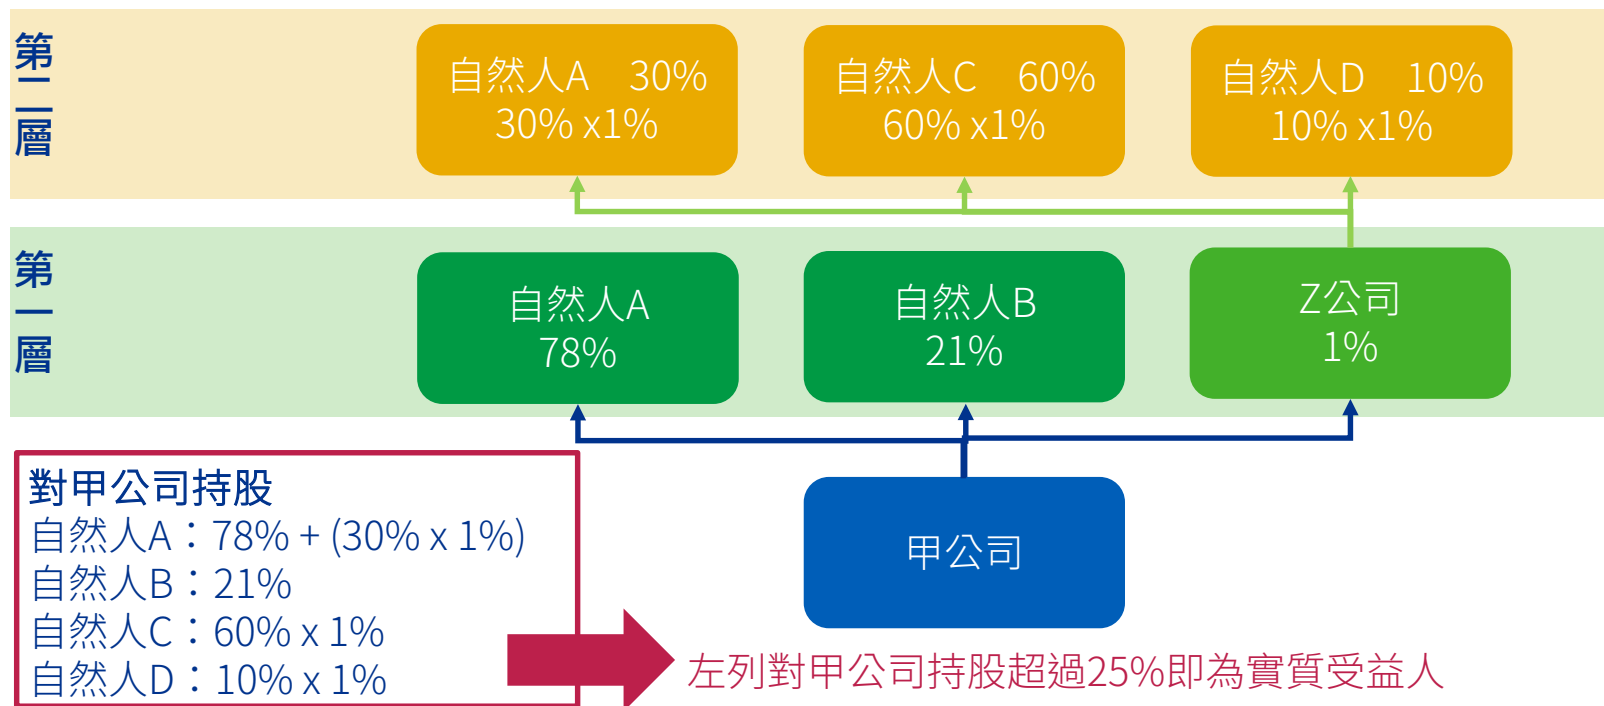 第二層
自然人A 30%
30% x1%
自然人C 60%
60% x1%
自然人D 10%
10% x1%
第一層
自然人A
78%
自然人B
21%
Z公司
1%
甲公司
對甲公司持股
自然人A：78% + (30% x 1%)
自然人B：21%
自然人C：60% x 1%
自然人D：10% x 1%
左列對甲公司持股超過25%即為實質受益人